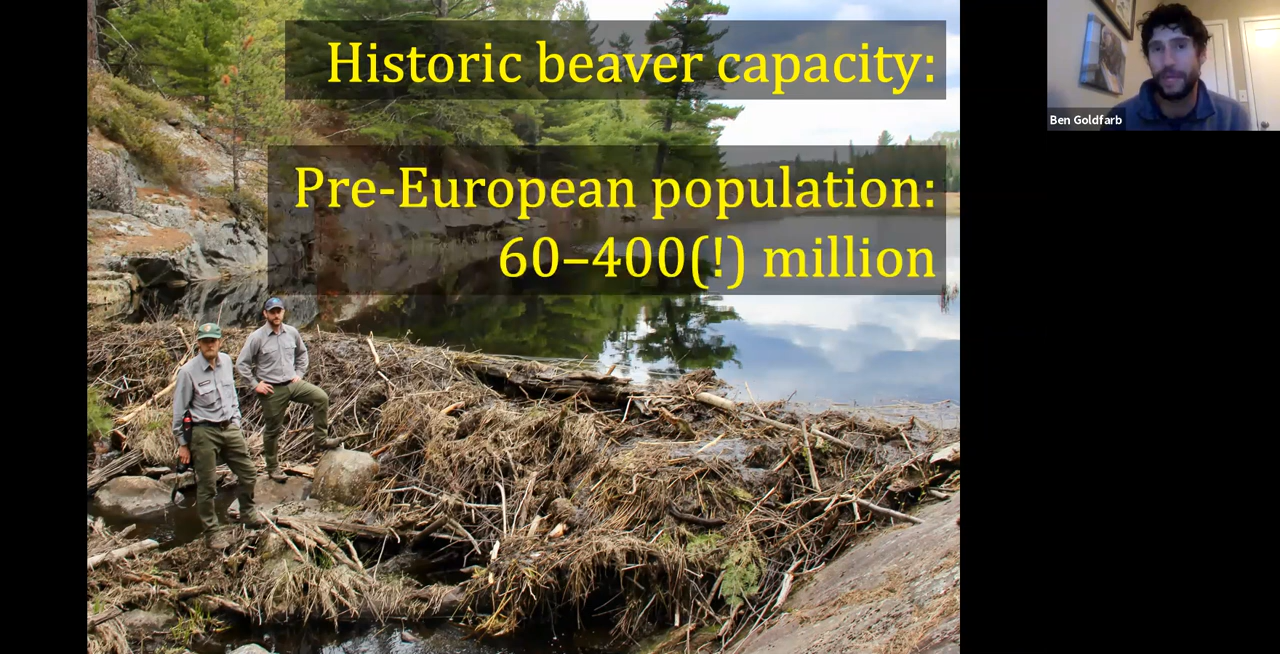 Historic beaver capacity:
Pre-European population:
60–400(!) million
Ben Goldfarb